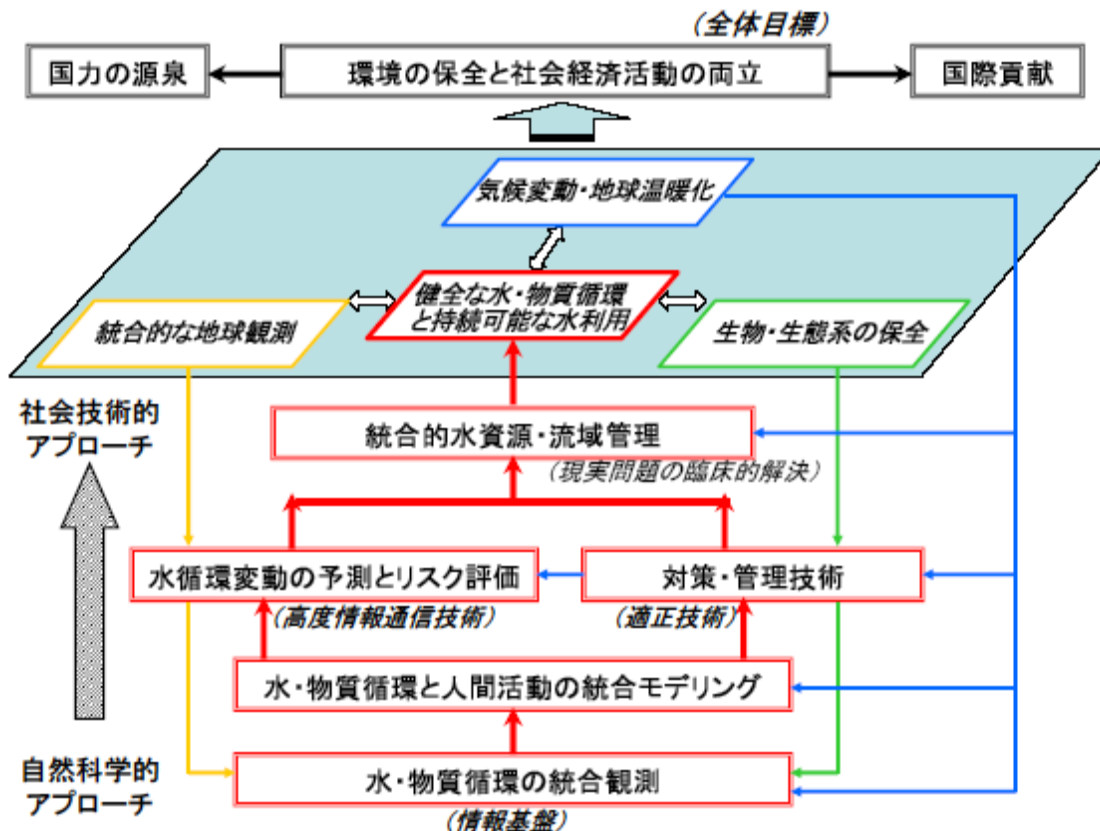 (全体目標)
国力の源泉
環境の保全と社会経済活動の両立
国際貢献
気候変動・地球温暖化
健全な水・物質循環
と持続可能な水利用
統合的な地球観測
生物・生態系の保全
社会技術的
アプローチ
統合的水資源・流域管理
(現実問題の臨床的解決)
水循環変動の予測とリスク評価
対策・管理技術
(高度情報通信技術)
(適正技術)
水・物質循環と人間活動の統合モデリング
自然科学的
アプローチ
水・物質循環の統合観測
(情報基盤)